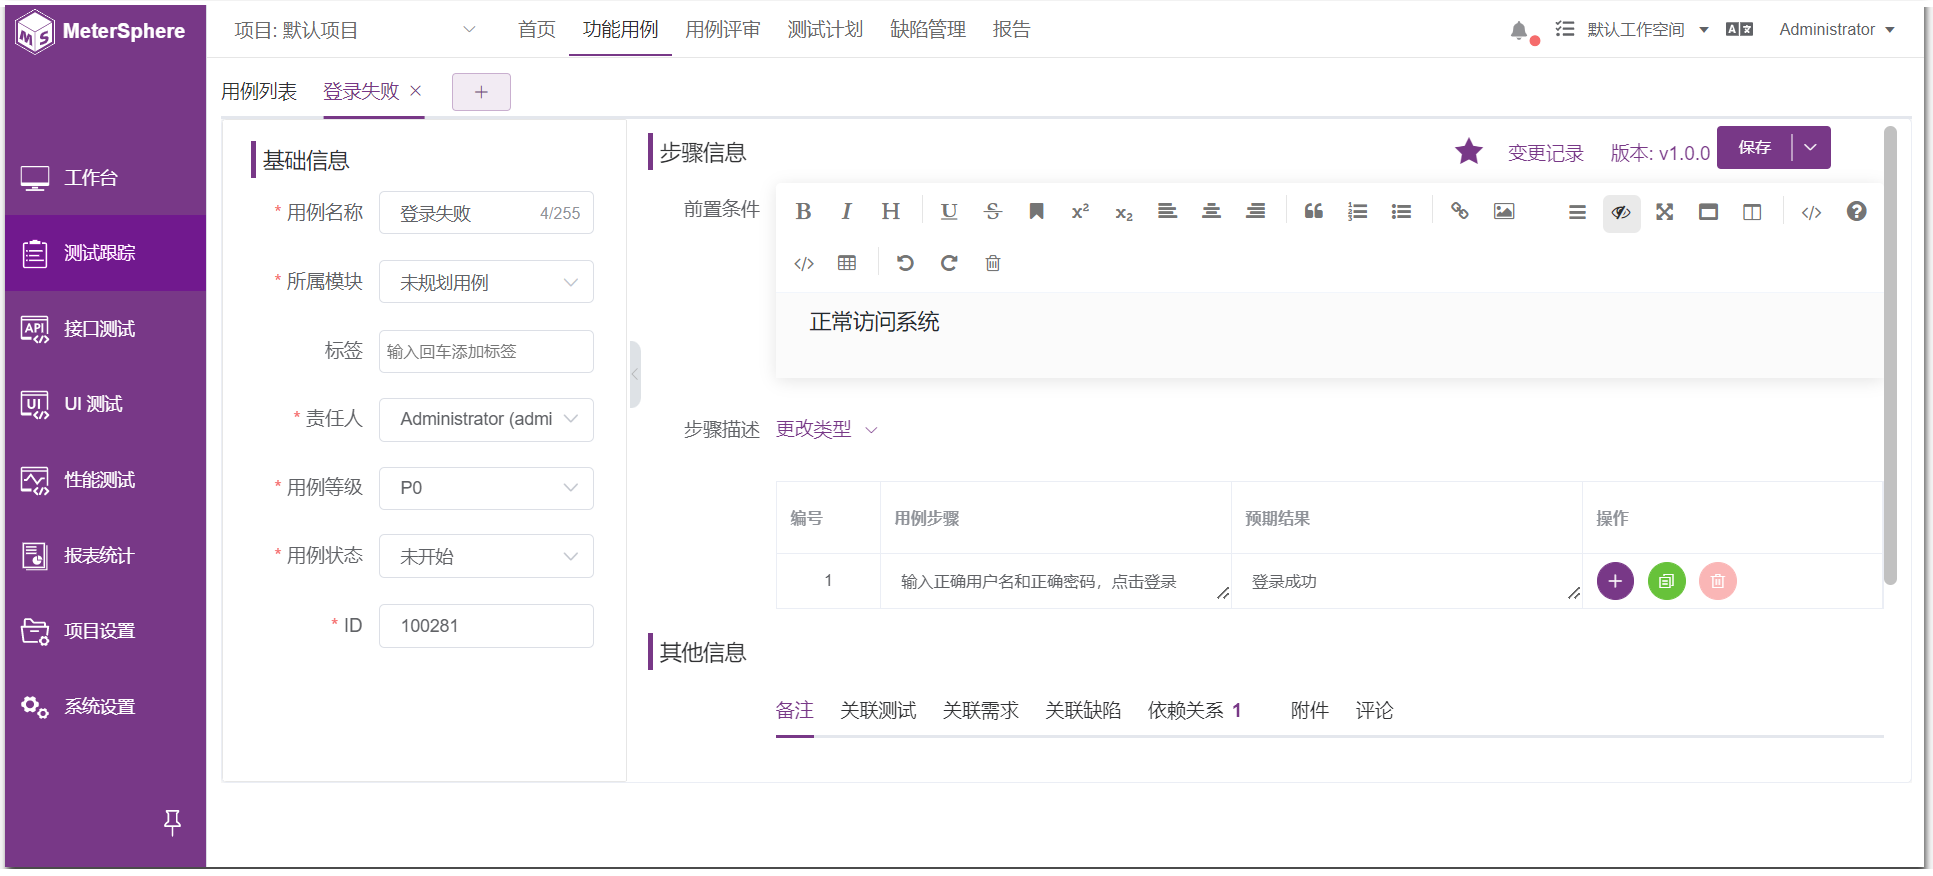 MeterSphere
项目: 默认项目
首页 功能用例 用例评审 测试计划 缺陷管理 报告
默认工作空间
Administrator
工作台
测试跟踪
接口测试
UI 测试
性能测试
报表统计
项目设置
系统设置
用例列表 登录失败
基础信息
* 用例名称 登录失败 4/255
* 所属模块 未规划用例
标签 输入回车添加标签
* 责任人 Administrator (admi
* 用例等级 P0
* 用例状态 未开始
* ID 100281
步骤信息
变更记录 版本: v1.0.0 保存
前置条件
正常访问系统
步骤描述 更改类型
编号 用例步骤 预期结果 操作
1 输入正确用户名和正确密码，点击登录 登录成功
其他信息
备注 关联测试 关联需求 关联缺陷 依赖关系 1 附件 评论